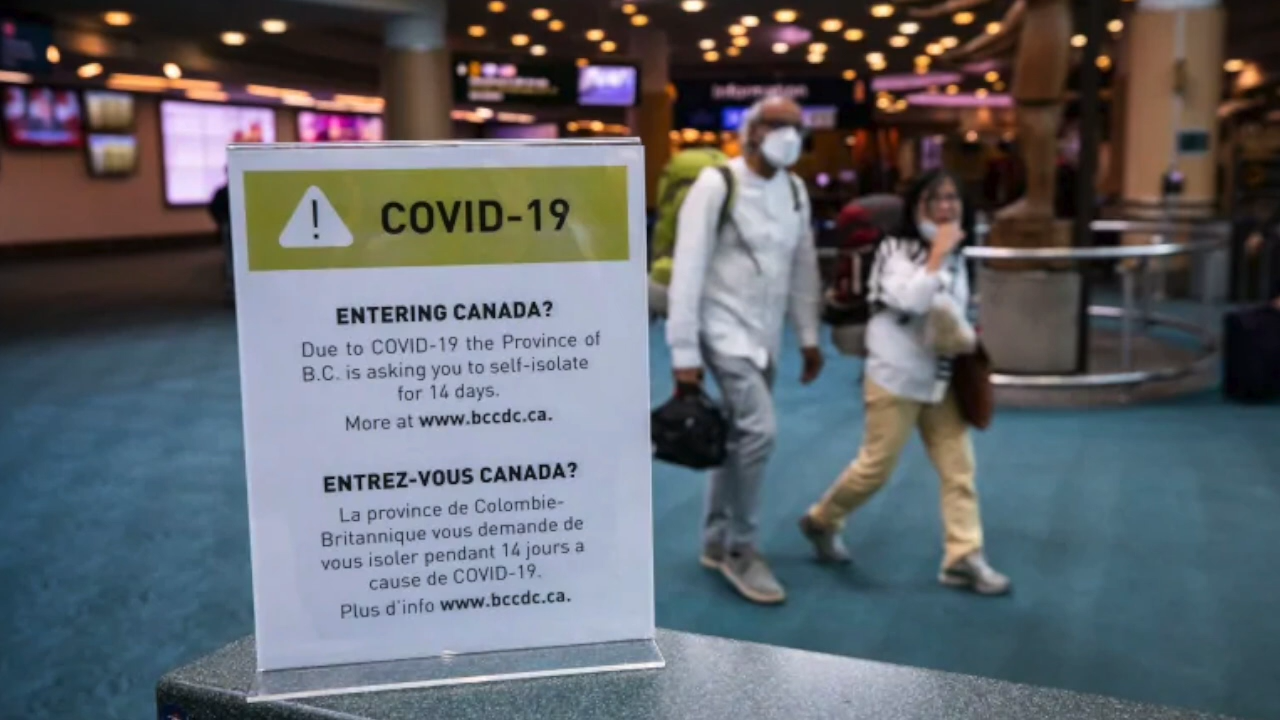 !
COVID-19
ENTERING CANADA?
Due to COVID-19 the Province of
B.C. is asking you to self-isolate
for 14 days.
More at www.bccdc.ca.
ENTREZ-VOUS CANADA?
La province de Colombie-
Britannique vous demande de
vous isoler pendant 14 jours a
cause de COVID-19.
Plus d'info www.bccdc.ca.
Information